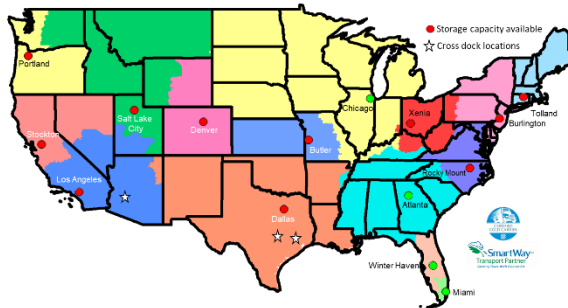 Storage capacity available
Cross dock locations
Portland
Chicago
Salt Lake
City
Xenia
Tolland
Burlington
Stockton
Denver
Butler
Los Angeles
Rocky Mount
Atlanta
Dallas
Winter Haven
Miami
SmartWay
Transport Partner